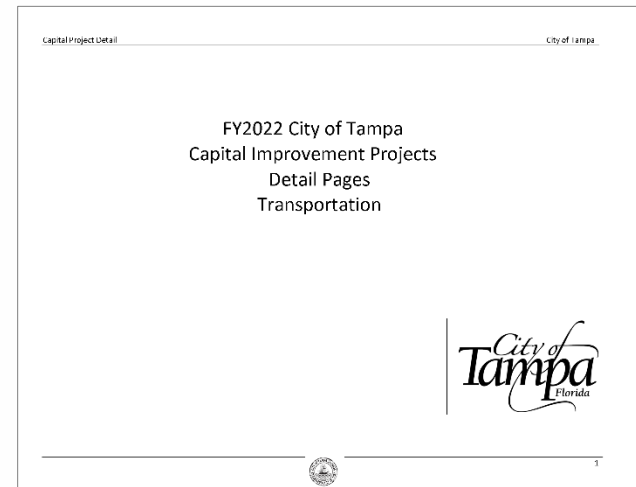 Capital Project Detail
City of Tampa
FY2022 City of Tampa
Capital Improvement Projects
Detail Pages
Transportation
City of
Tampa
Florida
1